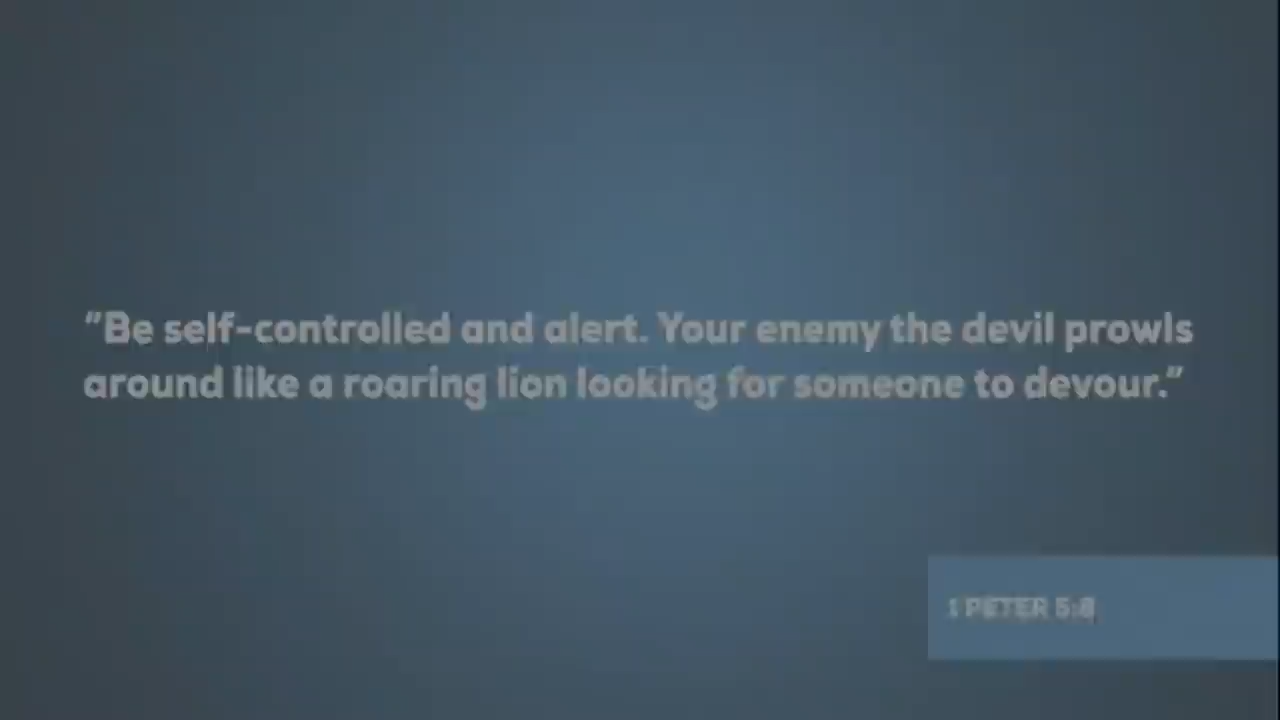 "Be self-controlled and alert. Your enemy the devil prowls
around like a roaring lion looking for someone to devour."
1 PETER 5:8